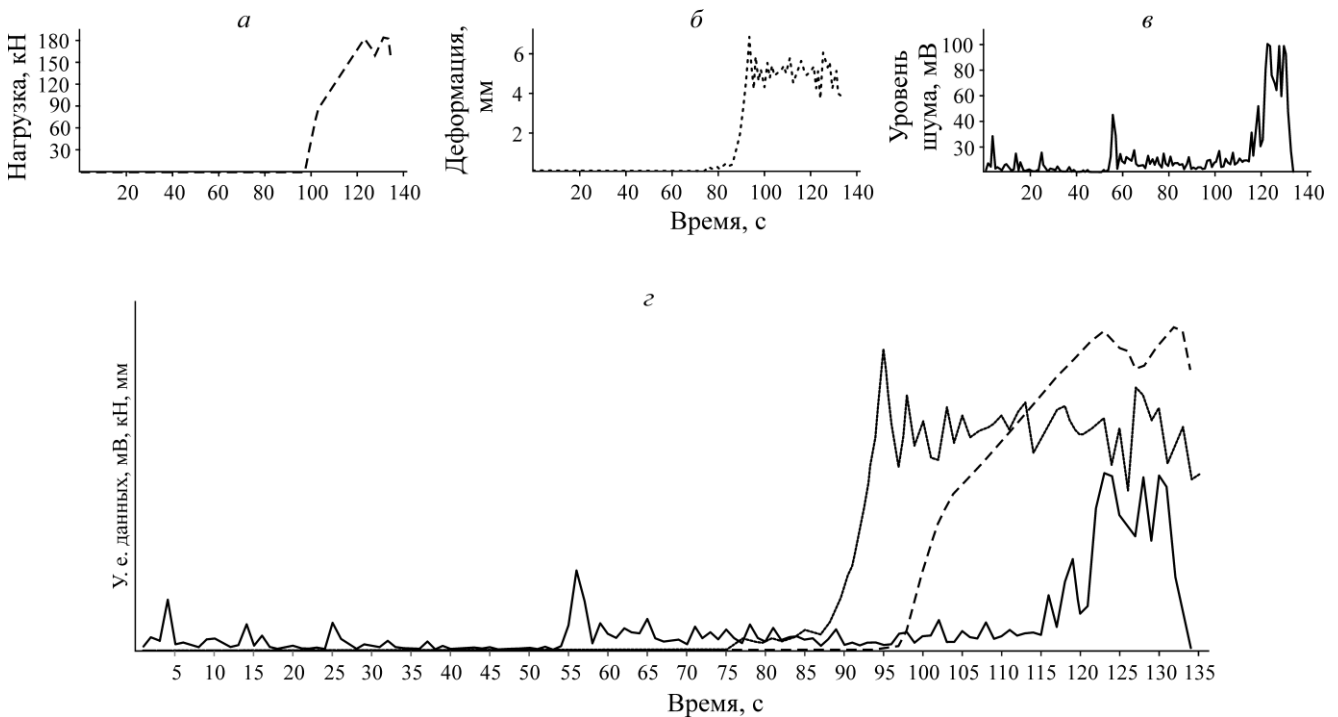 а
Нагрузка, кН
180
150
120
90
60
30
20 40 60 80 100 120 140
б
Деформация,
мм
6
4
2
20 40 60 80 100 120 140
Время, с
в
Уровень
шума, мВ
100
80
60
40
30
20 40 60 80 100 120 140
г
У. е. данных, мВ, кН, мм
5 10 15 20 25 30 35 40 45 50 55 60 65 70 75 80 85 90 95 100 105 110 115 120 125 130 135
Время, с